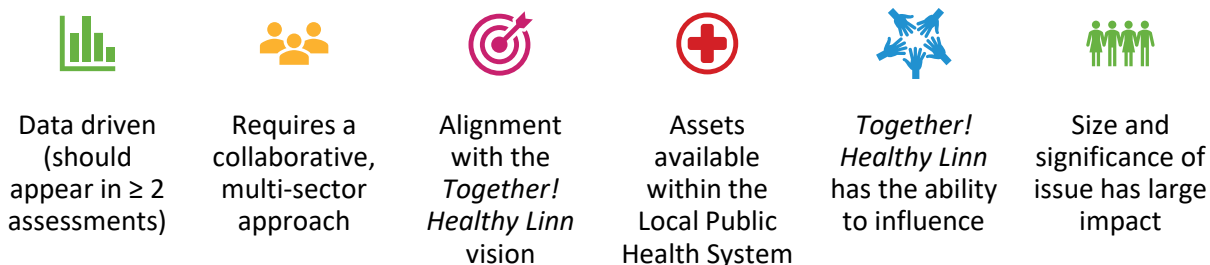 Data driven
(should
appear in ≥ 2
assessments)
Requires a
collaborative,
multi-sector
approach
Alignment
with the
Together!
Healthy Linn
vision
Assets
available
within the
Local Public
Health System
Together!
Healthy Linn
has the ability
to influence
Size and
significance of
issue has large
impact